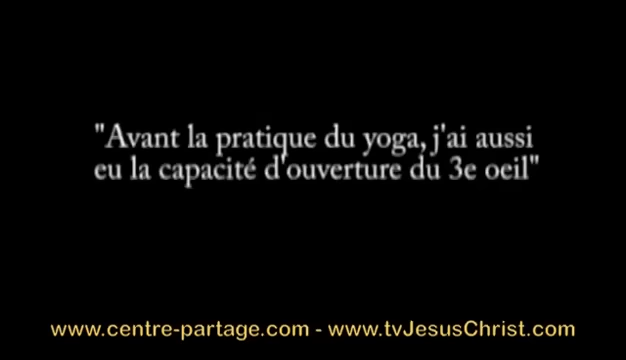 "Avant la pratique du yoga, j'ai aussi
eu la capacité d'ouverture du 3e oeil"
www.centre-partage.com - www.tvJesusChrist.com